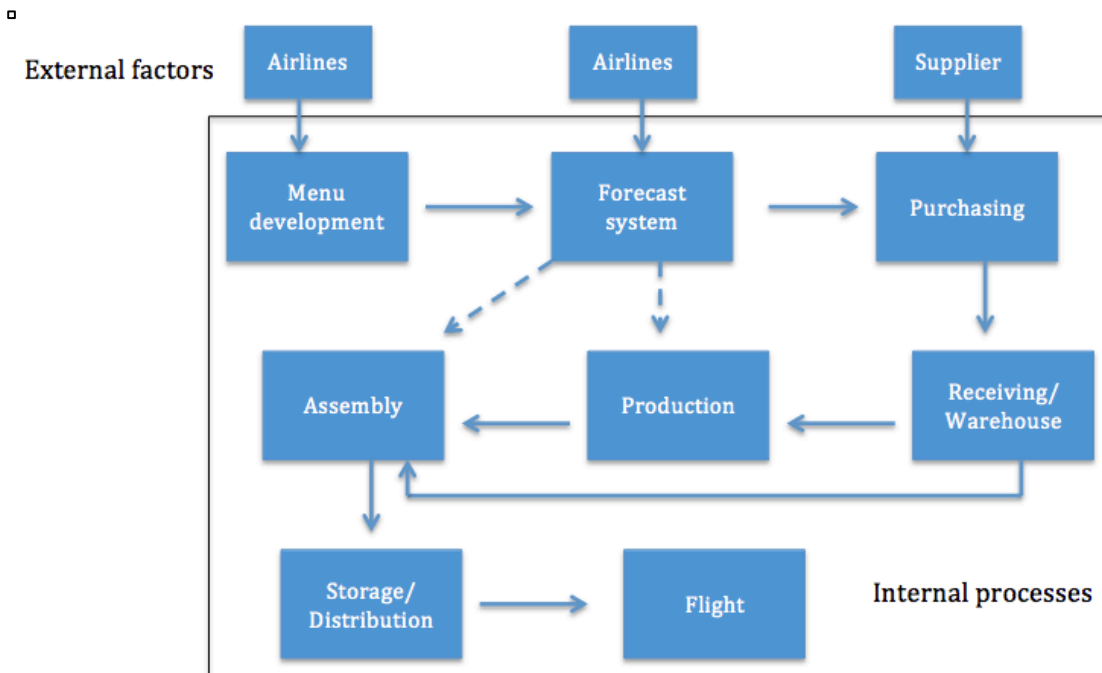 External factors
Airlines
Airlines
Supplier
Menu
development
Forecast
system
Purchasing
Assembly
Production
Receiving/
Warehouse
Storage/
Distribution
Flight
Internal processes